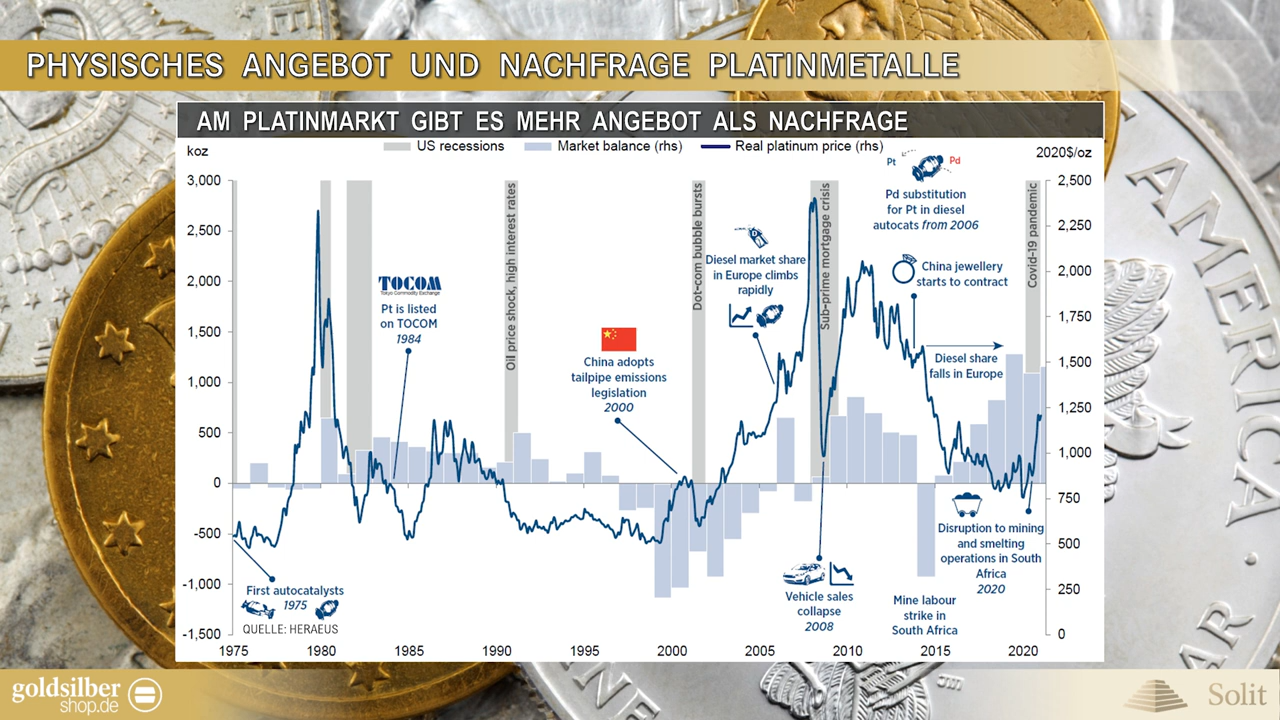 PHYSISCHES ANGEBOT UND NACHFRAGE PLATINMETALLE
AM PLATINMARKT GIBT ES MEHR ANGEBOT ALS NACHFRAGE
koz
US recessions
Market balance (rhs)
Real platinum price (rhs)
2020$/oz
3,000
2,500
2,000
1,500
1,000
500
0
-500
-1,000
-1,500
2,500
2,250
2,000
1,750
1,500
1,250
1,000
750
500
250
0
1975
1980
1985
1990
1995
2000
2005
2010
2015
2020
First autocatalysts
1975
QUELLE: HERAEUS
TOCOM
Tokyo Commodity Exchange
Pt is listed
on TOCOM
1984
Oil price shock, high interest rates
China adopts
tailpipe emissions
legislation
2000
Dot-com bubble bursts
Diesel market share
in Europe climbs
rapidly
Sub-prime mortgage crisis
Vehicle sales
collapse
2008
Pt
Pd
Pd substitution
for Pt in diesel
autocats from 2006
China jewellery
starts to contract
Diesel share
falls in Europe
Covid-19 pandemic
Disruption to mining
and smelting
operations in South
Africa
2020
Mine labour
strike in
South Africa
AMERICA
goldsilber
shop.de
Solit